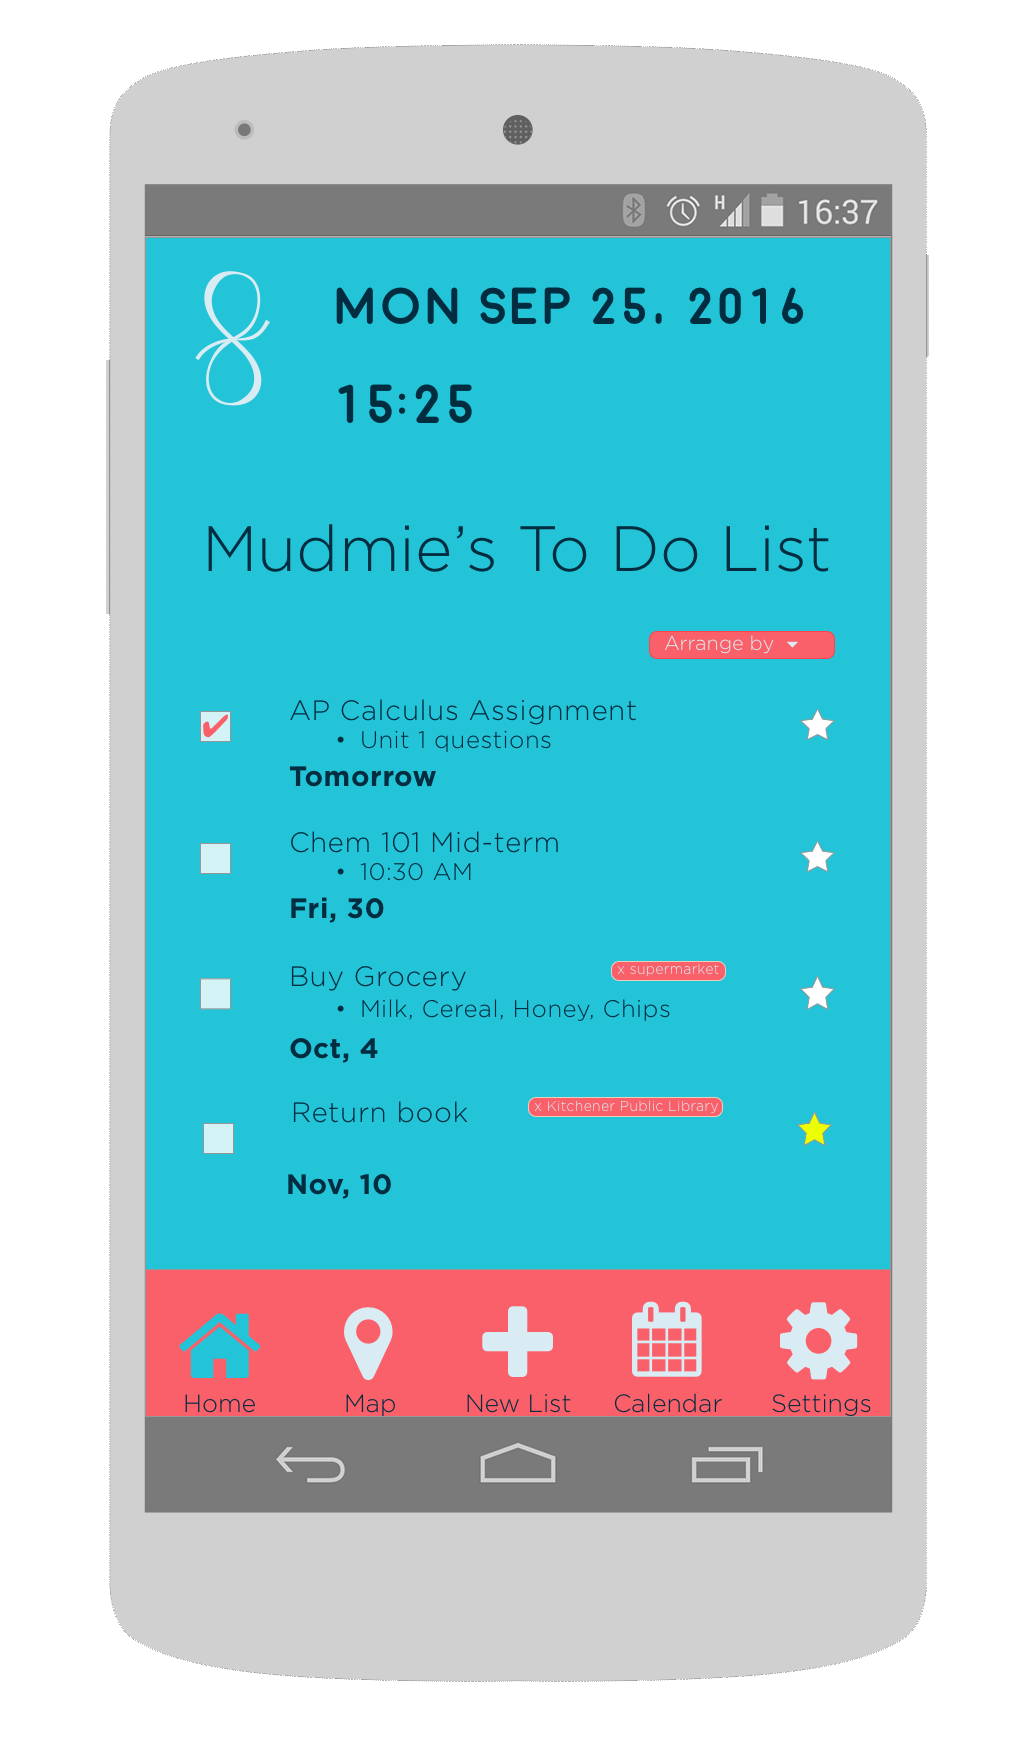 H 16:37
8
MON SEP 25. 2016
15:25
Mudmie's To Do List
Arrange by
AP Calculus Assignment
• Unit 1 questions
Tomorrow
Chem 101 Mid-term
• 10:30 AM
Fri, 30
Buy Grocery x supermarket
• Milk, Cereal, Honey, Chips
Oct, 4
Return book x Kitchener Public Library
Nov, 10
Home Map New List Calendar Settings